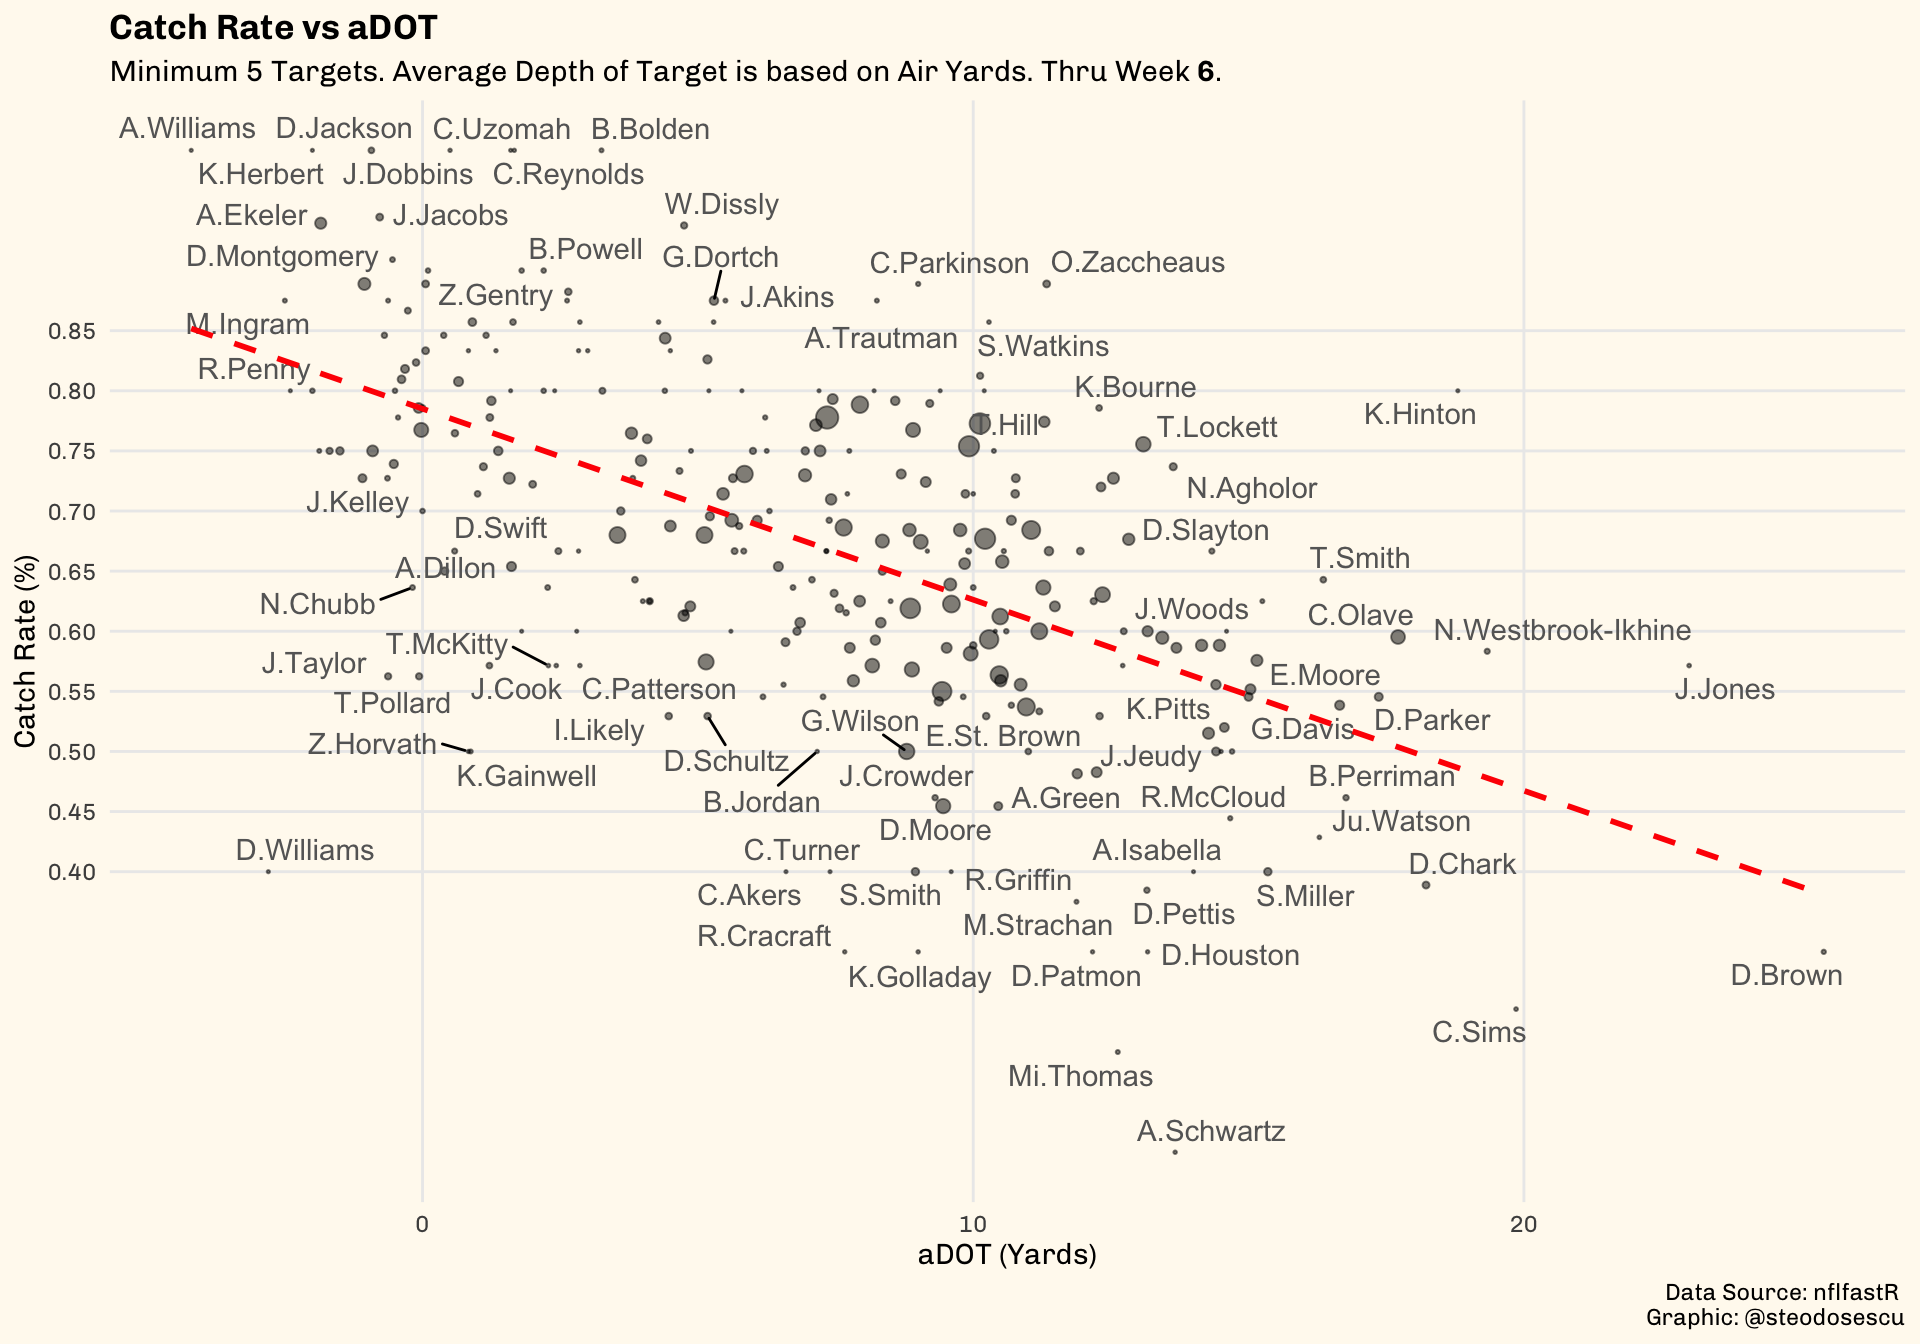 Catch Rate vs aDOT
Minimum 5 Targets. Average Depth of Target is based on Air Yards. Thru Week 6.
A.Williams D.Jackson C.Uzomah B.Bolden
K.Herbert J.Dobbins C.Reynolds
W.Dissly
A.Ekeler J.Jacobs
B.Powell
D.Montgomery G.Dortch C.Parkinson O.Zaccheaus
Z.Gentry J.Akins
M.Ingram
0.85
A.Trautman S.Watkins
R.Penny
0.80 K.Bourne
K.Hinton
T.Hill T.Lockett
0.75
N.Agholor
J.Kelley
0.70
D.Swift D.Slayton
T.Smith
A.Dillon
0.65
N.Chubb J.Woods C.Olave
0.60 N.Westbrook-Ikhine
T.McKitty
J.Taylor E.Moore
J.Cook C.Patterson J.Jones
0.55
T.Pollard K.Pitts
G.Wilson D.Parker
I.Likely E.St. Brown G.Davis
Z.Horvath
0.50
D.Schultz J.Jeudy
K.Gainwell J.Crowder B.Perriman
B.Jordan A.Green R.McCloud
0.45
D.Moore Ju.Watson
D.Williams C.Turner A.Isabella
D.Chark
0.40
R.Griffin
C.Akers S.Smith S.Miller
D.Pettis
M.Strachan
R.Cracraft
D.Houston
K.Golladay D.Patmon D.Brown
C.Sims
Mi.Thomas
A.Schwartz
Catch Rate (%)
0 10 20
aDOT (Yards)
Data Source: nflfastR
Graphic: @steodosescu